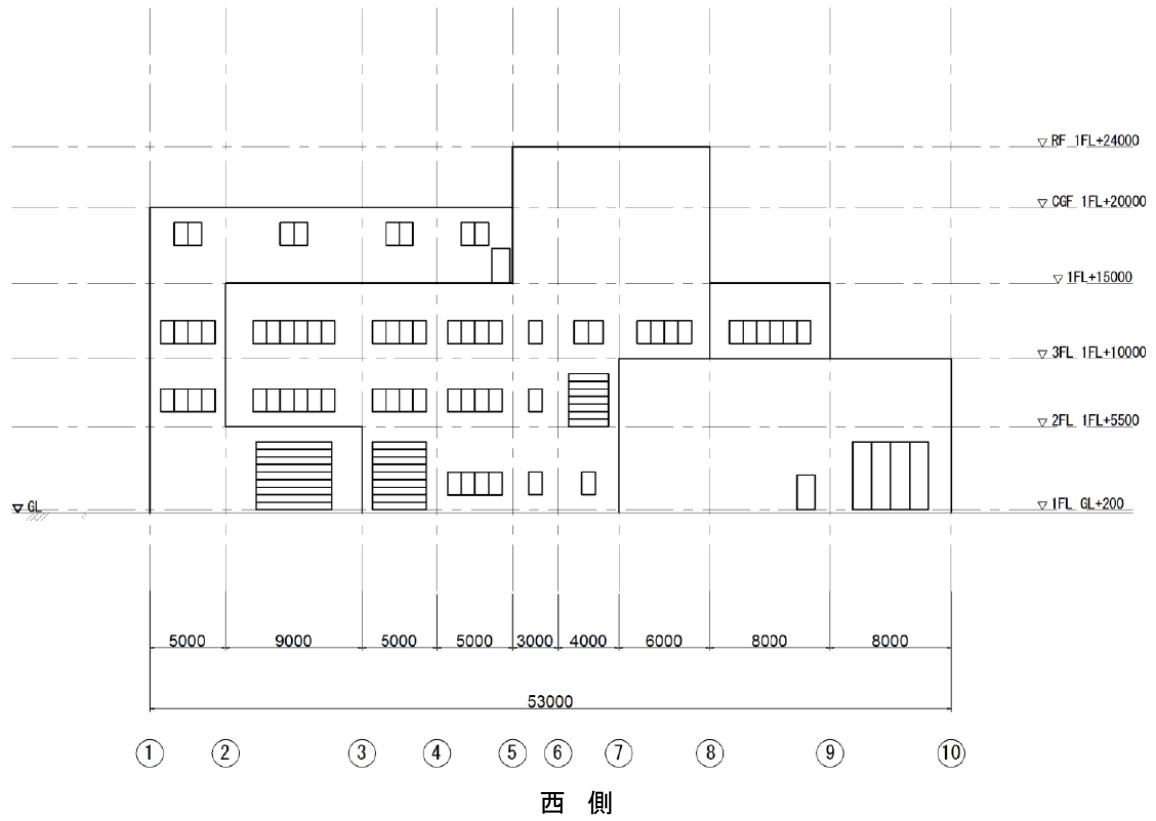 ▽ RF 1FL+24000
▽ CGF 1FL+20000
▽ 1FL+15000
▽ 3FL 1FL+10000
▽ 2FL 1FL+5500
▽ GL
▽ 1FL GL+200
5000 9000 5000 5000 3000 4000 6000 8000 8000
53000
① ② ③ ④ ⑤ ⑥ ⑦ ⑧ ⑨ ⑩
西 側